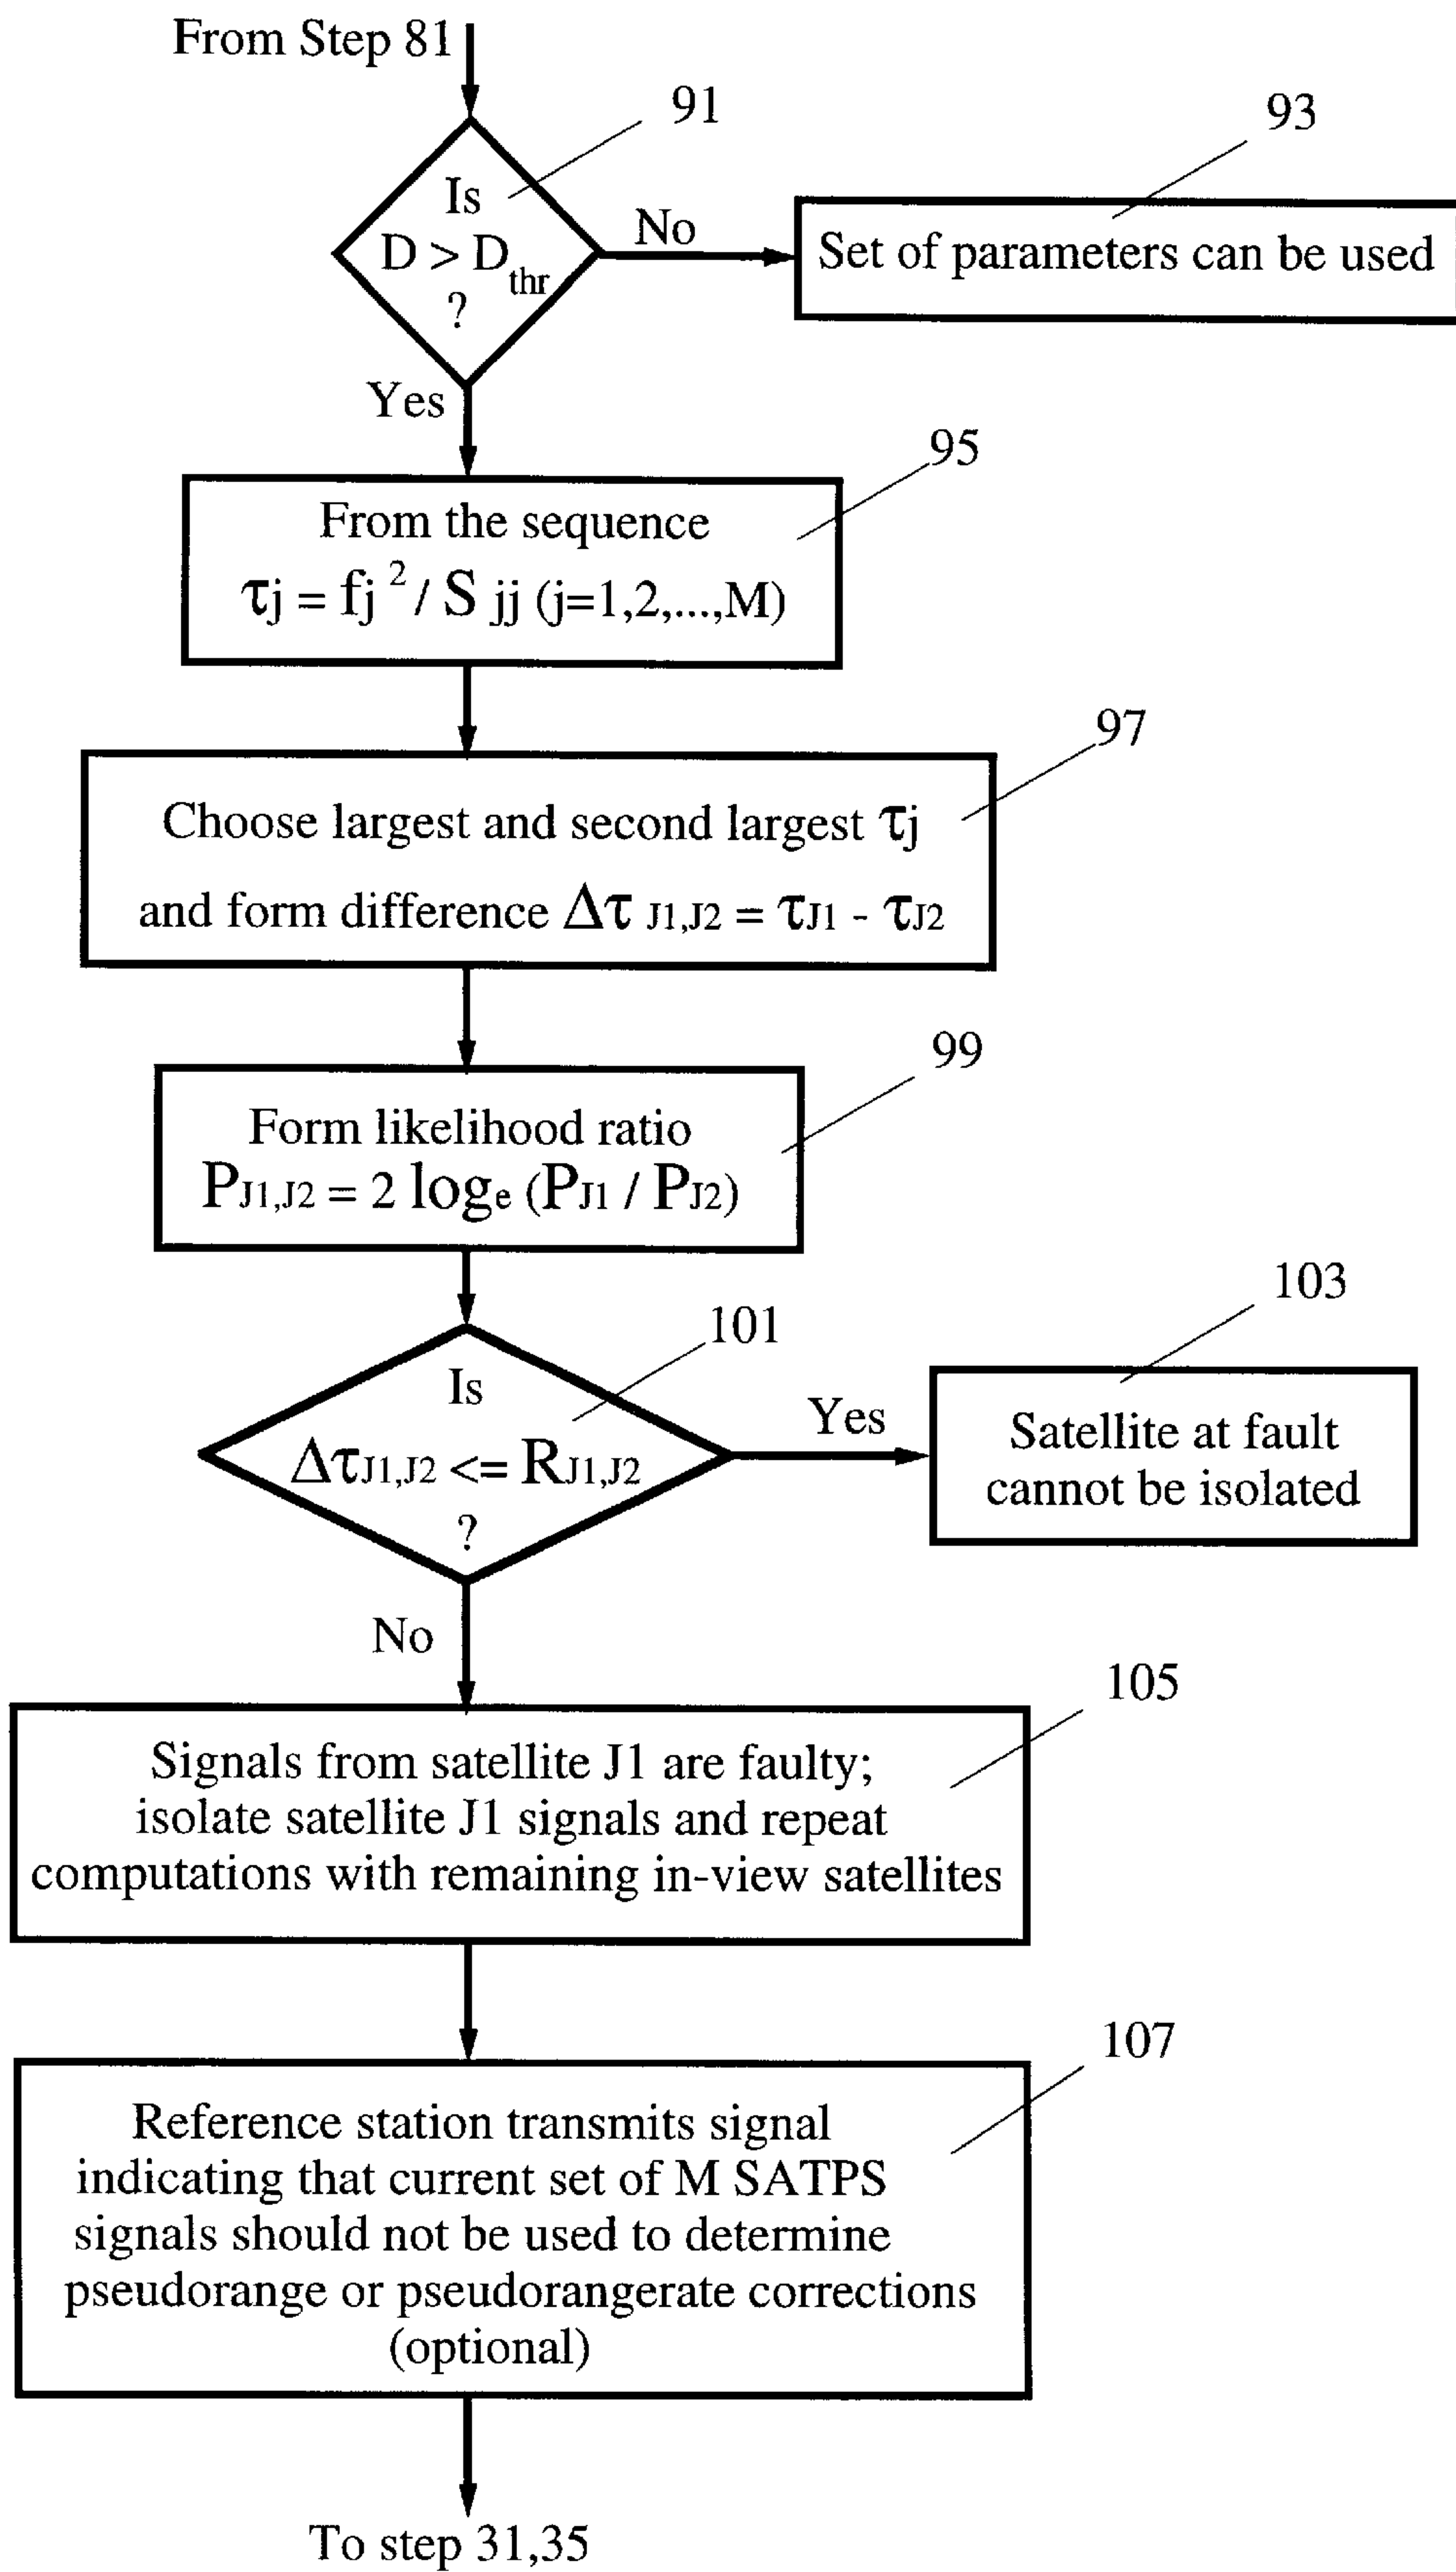 From Step 81
91
93
Is
D > Dthr
?
No
Set of parameters can be used
Yes
95
From the sequence
τj = fj ² / S jj (j=1,2,...,M)
97
Choose largest and second largest τj
and form difference Δτ J1,J2 = τJ1 - τJ2
99
Form likelihood ratio
PJ1,J2 = 2 loge (PJ1 / PJ2)
103
101
Is
ΔτJ1,J2 <= RJ1,J2
?
Yes
Satellite at fault
cannot be isolated
No
105
Signals from satellite J1 are faulty;
isolate satellite J1 signals and repeat
computations with remaining in-view satellites
107
Reference station transmits signal
indicating that current set of M SATPS
signals should not be used to determine
pseudorange or pseudorangerate corrections
(optional)
To step 31,35